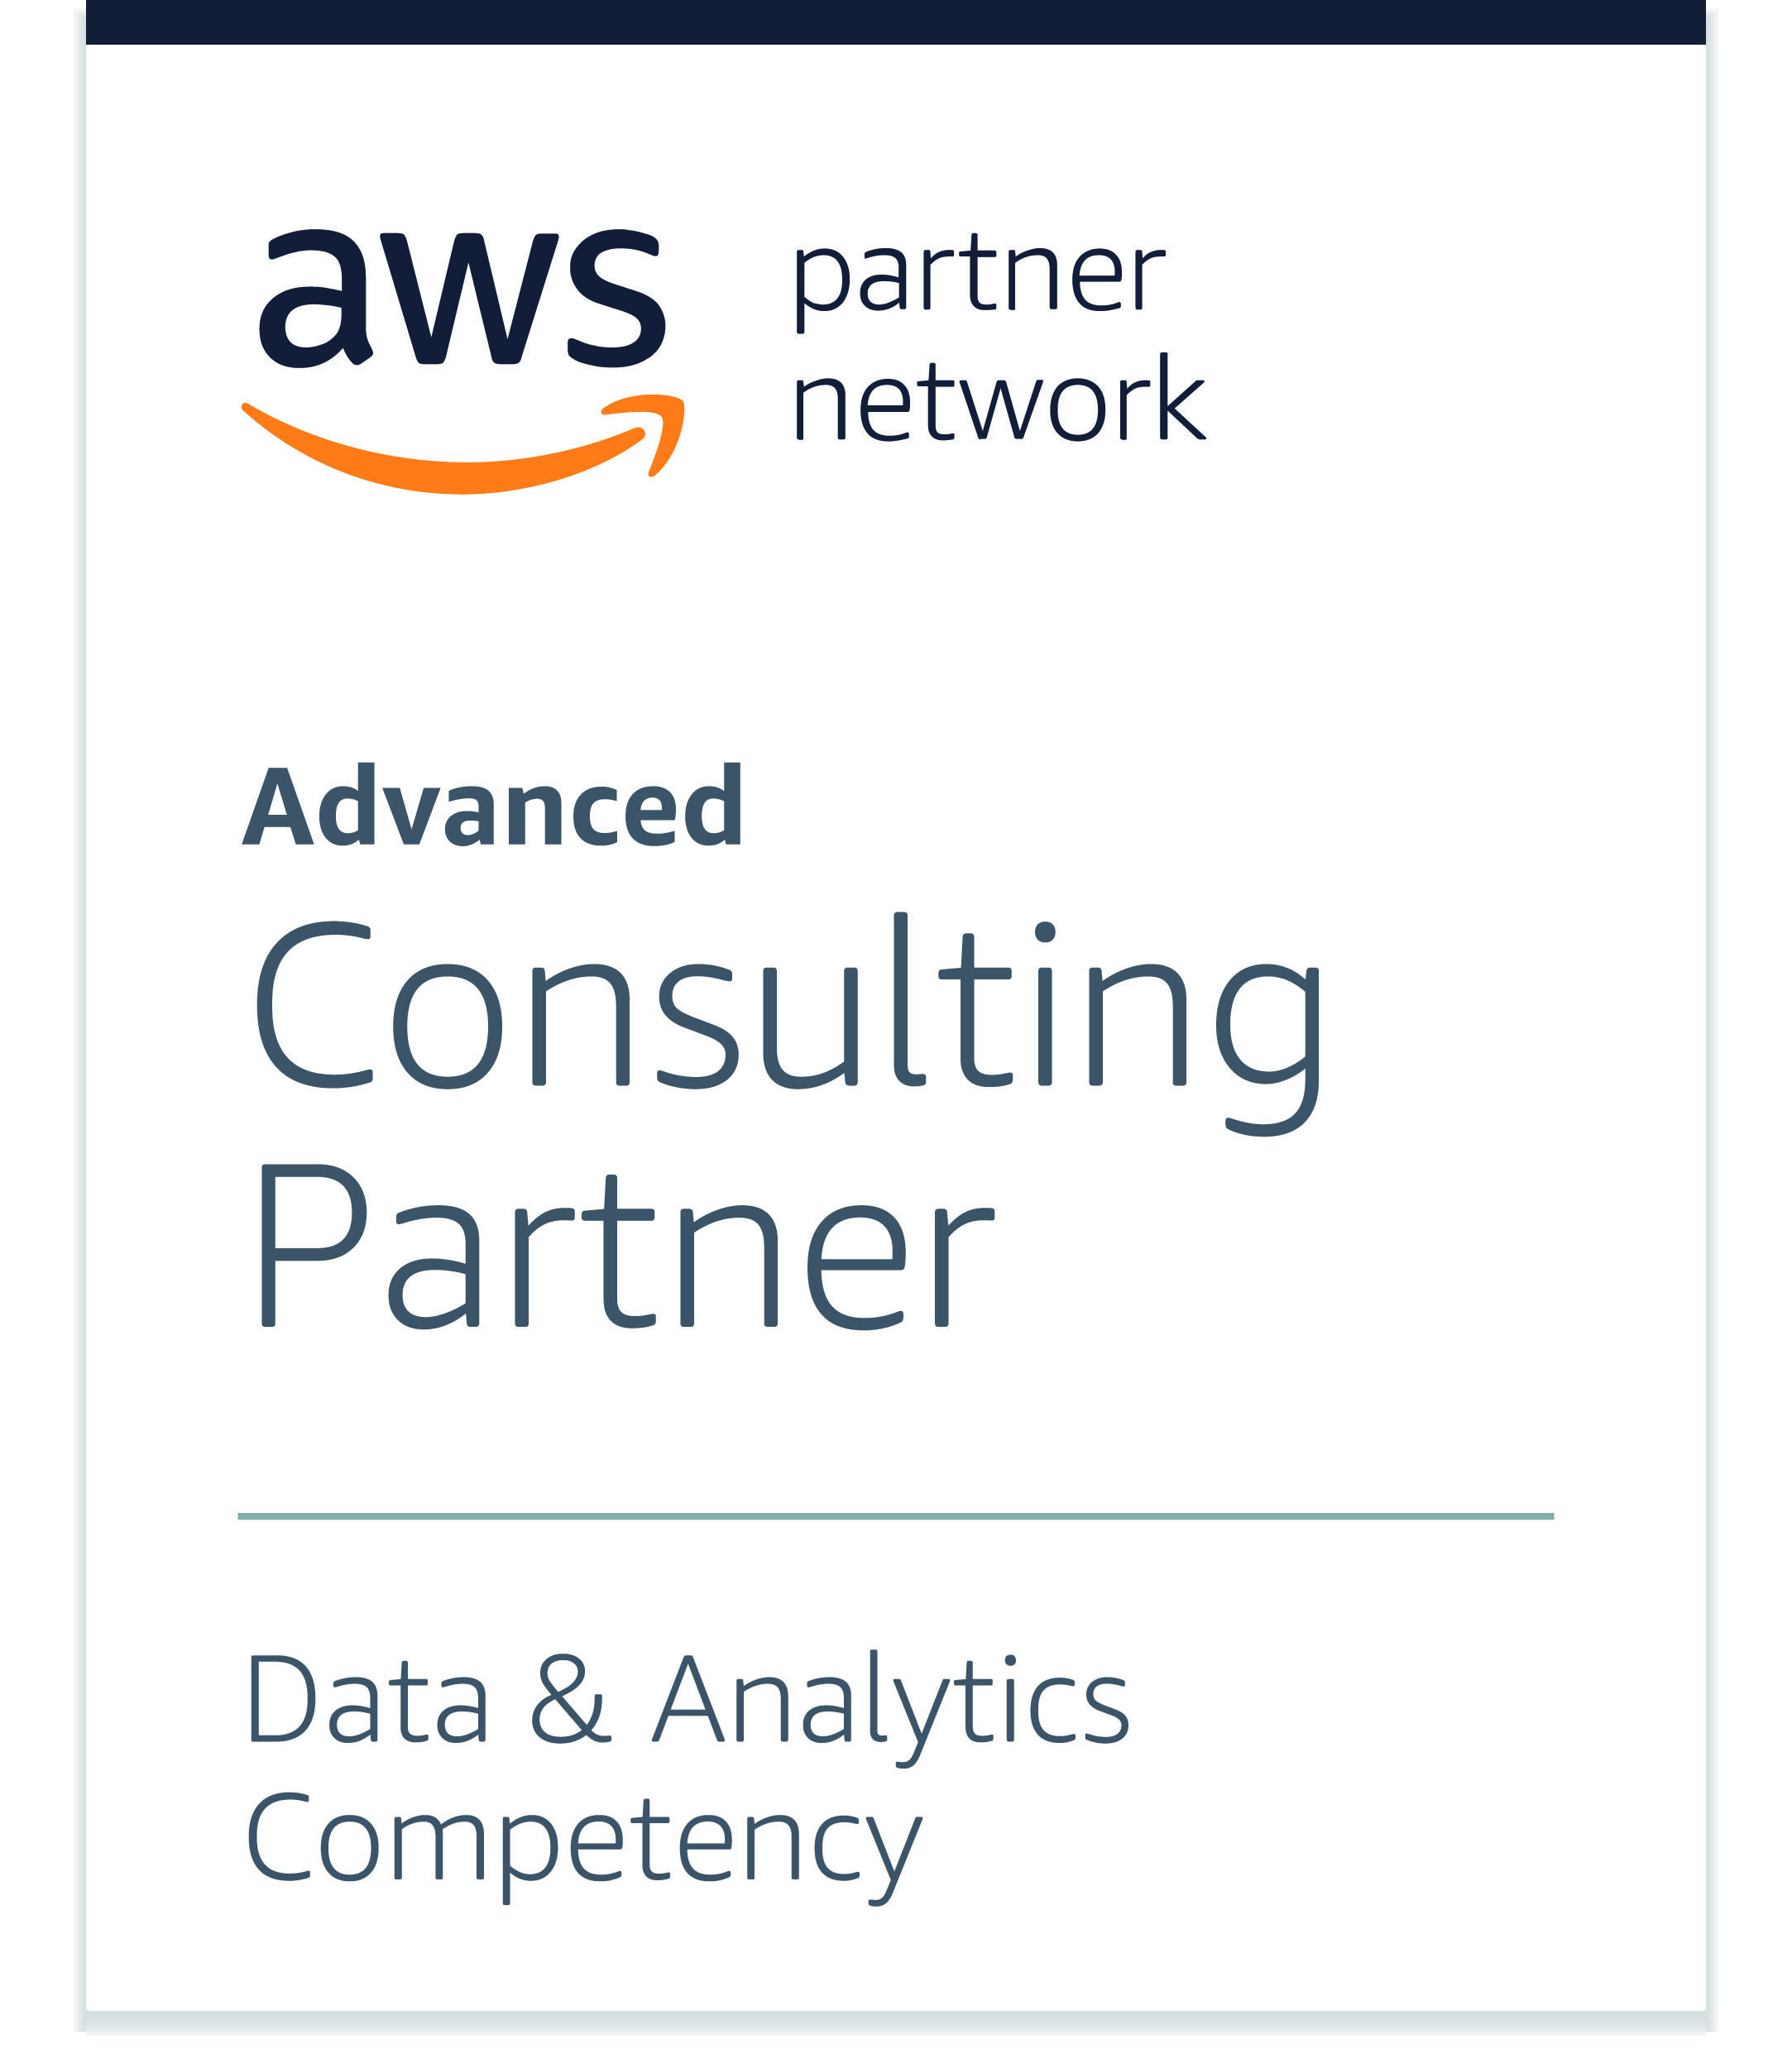 aws partner
network
Advanced
Consulting
Partner
Data & Analytics
Competency